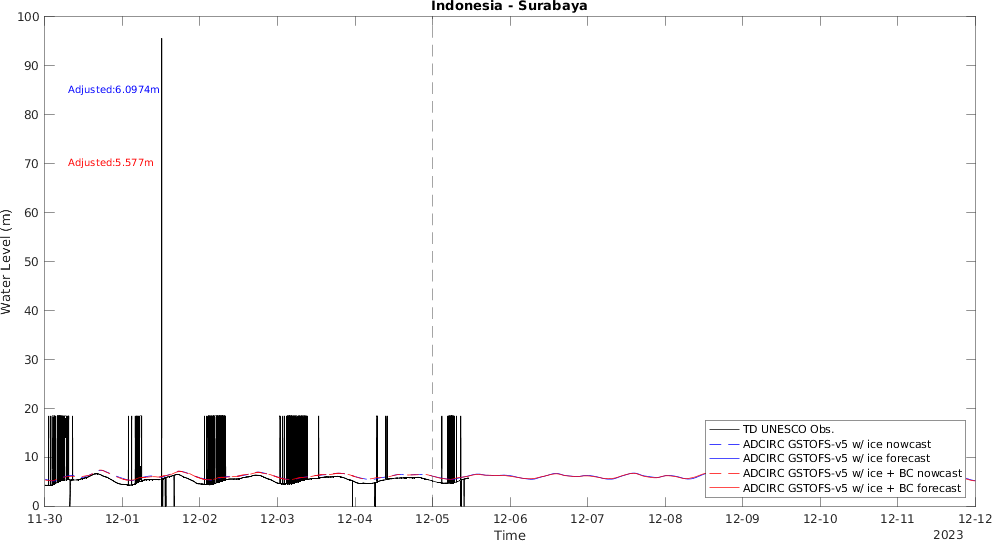 Indonesia - Surabaya
100
90
80
70
60
50
40
30
20
10
0
Water Level (m)
Adjusted:6.0974m
Adjusted:5.577m
TD UNESCO Obs.
ADCIRC GSTOFS-v5 w/ ice nowcast
ADCIRC GSTOFS-v5 w/ ice forecast
ADCIRC GSTOFS-v5 w/ ice + BC nowcast
ADCIRC GSTOFS-v5 w/ ice + BC forecast
11-30 12-01 12-02 12-03 12-04 12-05 12-06 12-07 12-08 12-09 12-10 12-11 12-12
Time
2023